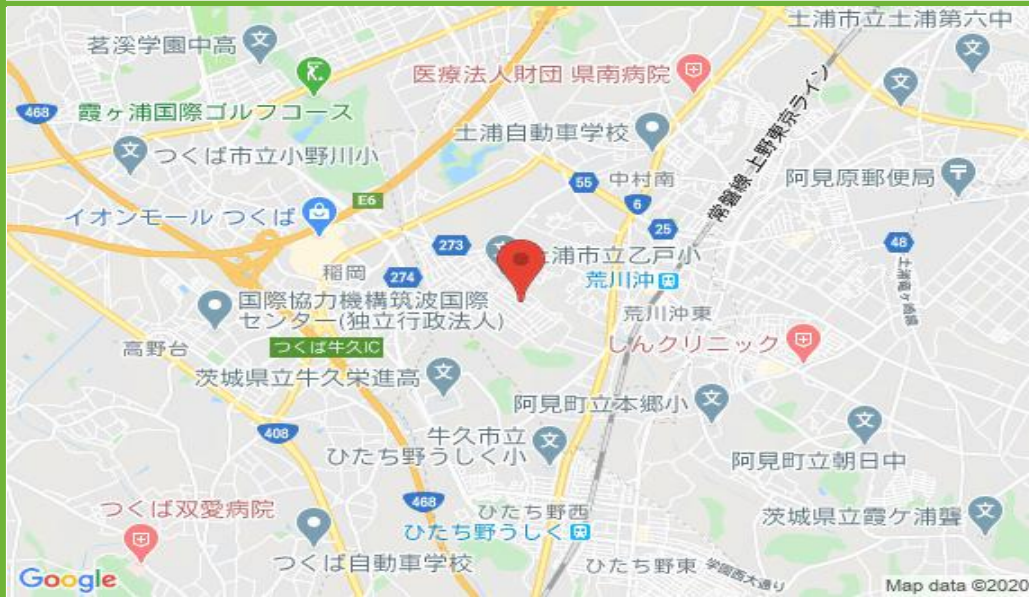 土浦市立土浦第六中
茗溪学園中高
医療法人財団 県南病院
468
霞ヶ浦国際ゴルフコース
常磐線 上野東京ライン
土浦自動車学校
つくば市立小野川小
55
中村南
阿見原郵便局
E6
6
イオンモール つくば
25
273
土浦市立乙戸小
48
稲岡
274
荒川沖
国際協力機構筑波国際
センター(独立行政法人)
荒川沖東
高野台
つくば牛久IC
しんクリニック
茨城県立牛久栄進高
阿見町立本郷小
408
牛久市立
ひたち野うしく小
阿見町立朝日中
468
つくば双愛病院
ひたち野西
茨城県立霞ケ浦聾
ひたち野うしく
つくば自動車学校
ひたち野東
学園西大通り
Google
Map data ©2020